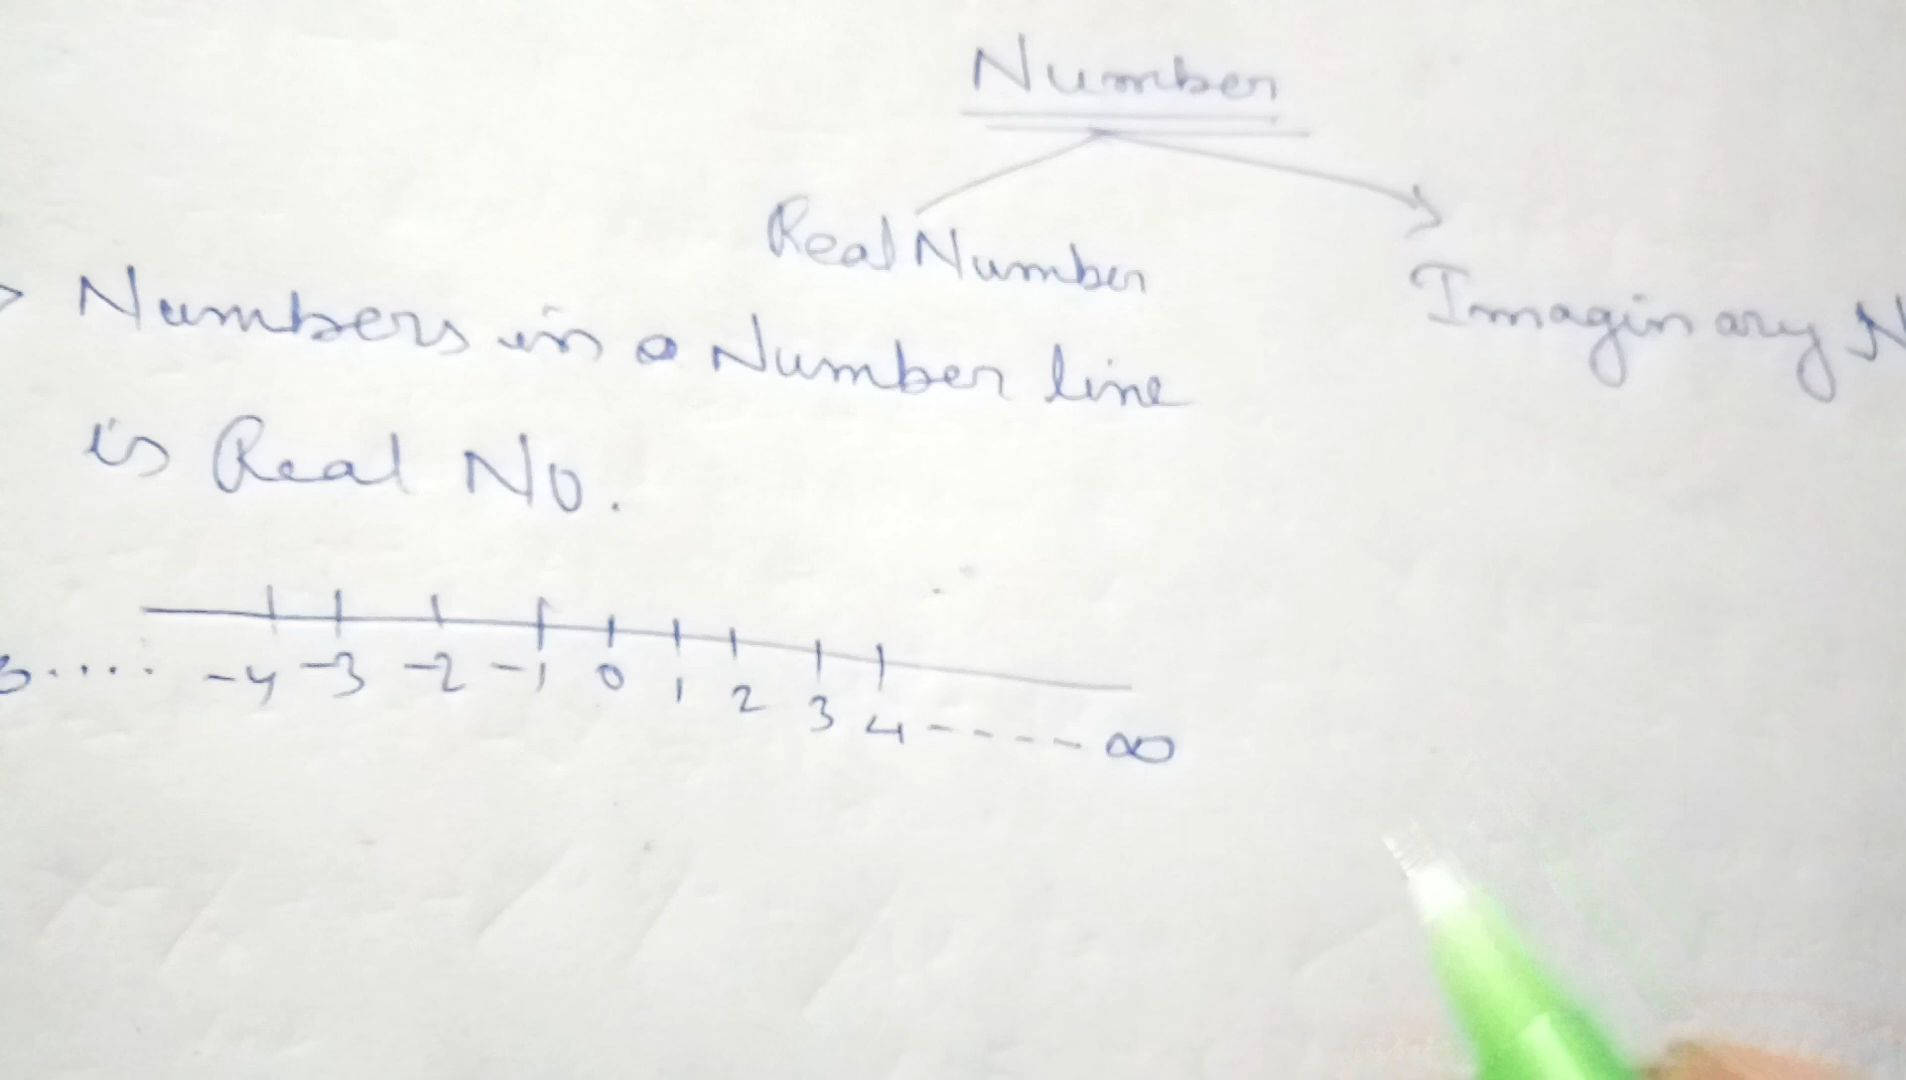 Number
Real Number
Imaginary N
> Numbers in a Number line
is Real No.
..... -4 -3 -2 -1 0 1 2 3 4 ----- ∞